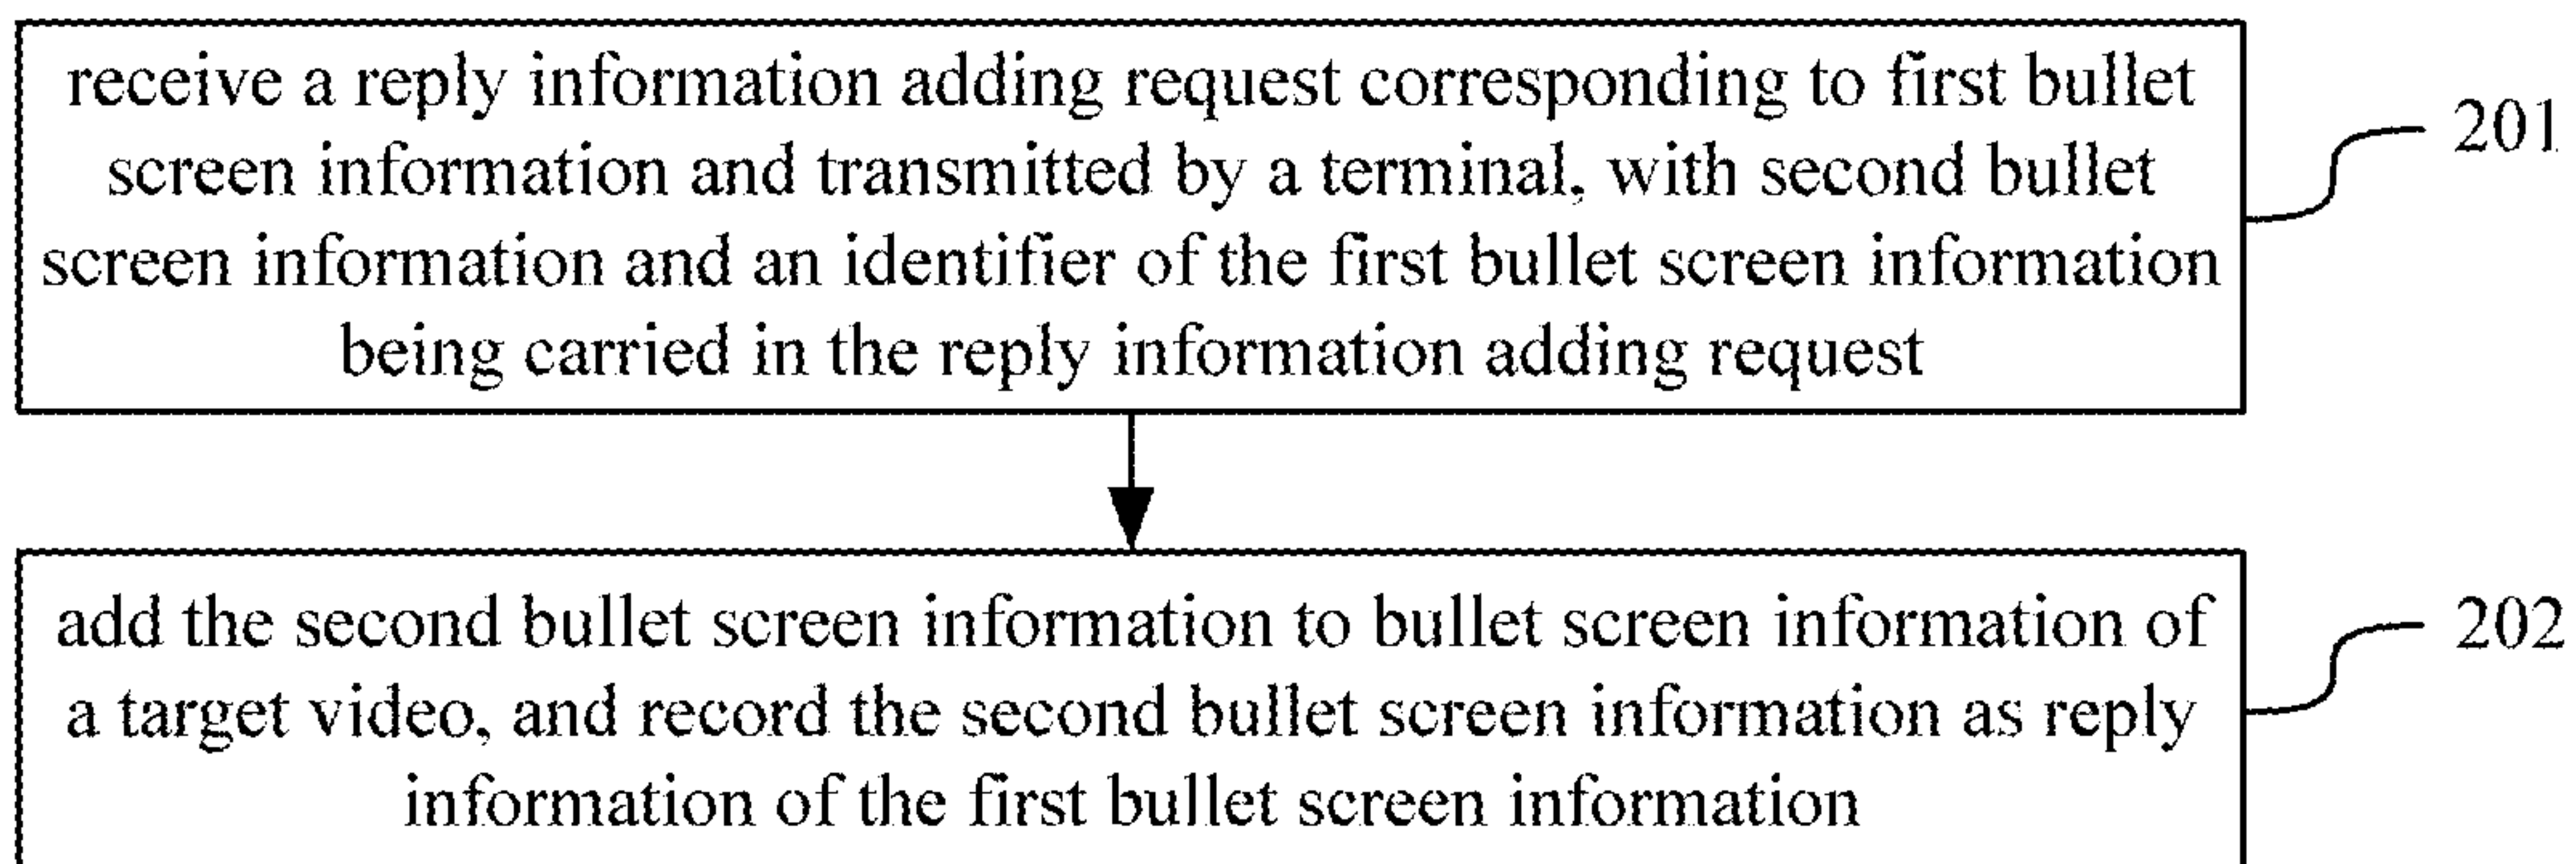 receive a reply information adding request corresponding to first bullet
screen information and transmitted by a terminal, with second bullet
screen information and an identifier of the first bullet screen information
being carried in the reply information adding request
201
add the second bullet screen information to bullet screen information of
a target video, and record the second bullet screen information as reply
information of the first bullet screen information
202